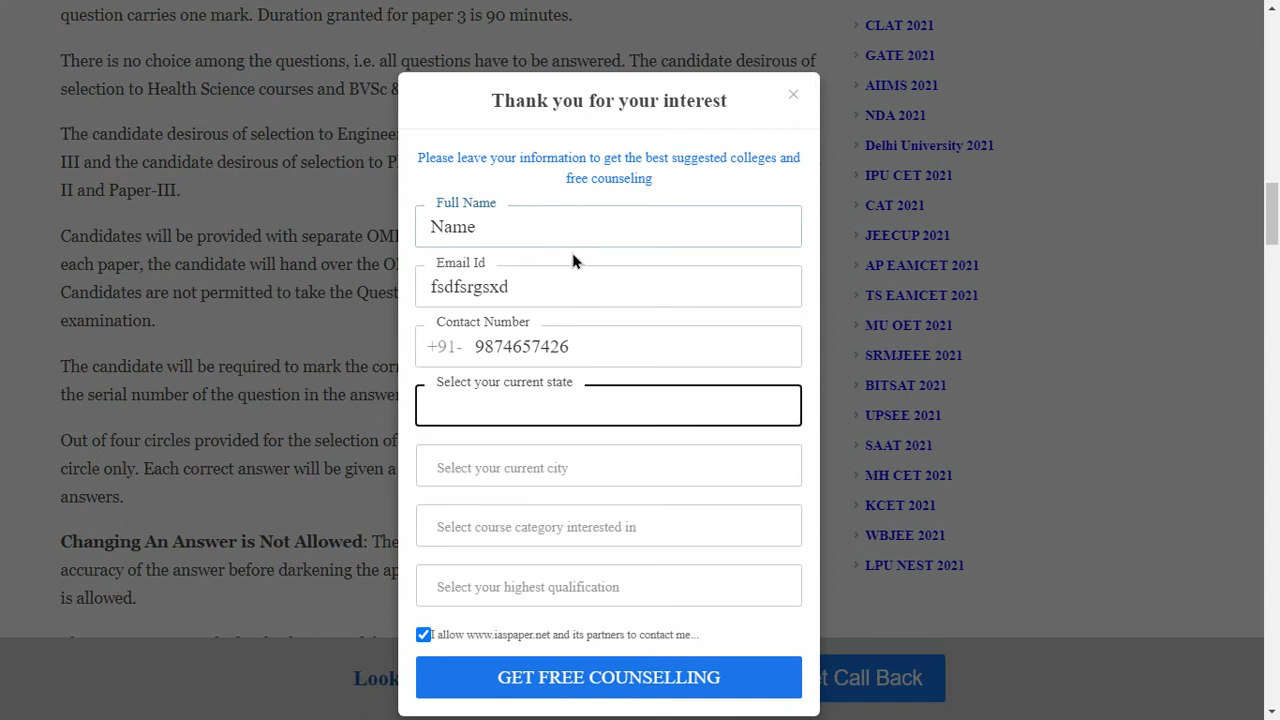 question carries one mark. Duration granted for paper 3 is 90 minutes.
There is no choice among the questions, i.e. all questions have to be answered. The candidate desirous of
selection to Health Science courses and BVSc &
The candidate desirous of selection to Engineer
III and the candidate desirous of selection to P
II and Paper-III.
Candidates will be provided with separate OM
each paper, the candidate will hand over the O
Candidates are not permitted to take the Quest
examination.
The candidate will be required to mark the cor
the serial number of the question in the answe
Out of four circles provided for the selection of
circle only. Each correct answer will be given a
answers.
Changing An Answer is Not Allowed: The
accuracy of the answer before darkening the ap
is allowed.
Thank you for your interest
×
Please leave your information to get the best suggested colleges and
free counseling
Full Name
Name
Email Id
fsdfsrgsxd
Contact Number
+91- 9874657426
Select your current state
Select your current city
Select course category interested in
Select your highest qualification
I allow www.iaspaper.net and its partners to contact me...
GET FREE COUNSELLING
CLAT 2021
GATE 2021
AIIMS 2021
NDA 2021
Delhi University 2021
IPU CET 2021
CAT 2021
JEECUP 2021
AP EAMCET 2021
TS EAMCET 2021
MU OET 2021
SRMJEEE 2021
BITSAT 2021
UPSEE 2021
SAAT 2021
MH CET 2021
KCET 2021
WBJEE 2021
LPU NEST 2021
Look
t Call Back